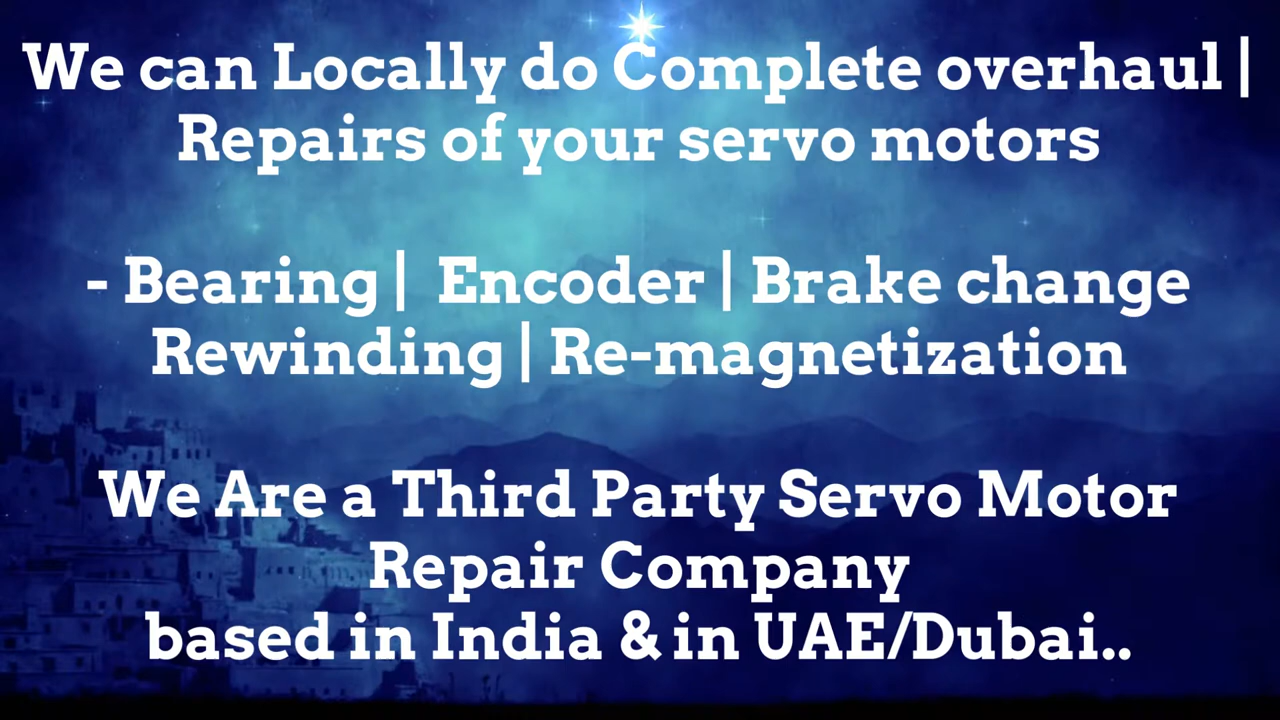 We can Locally do Complete overhaul |
Repairs of your servo motors
- Bearing | Encoder | Brake change
Rewinding | Re-magnetization
We Are a Third Party Servo Motor
Repair Company
based in India & in UAE/Dubai..